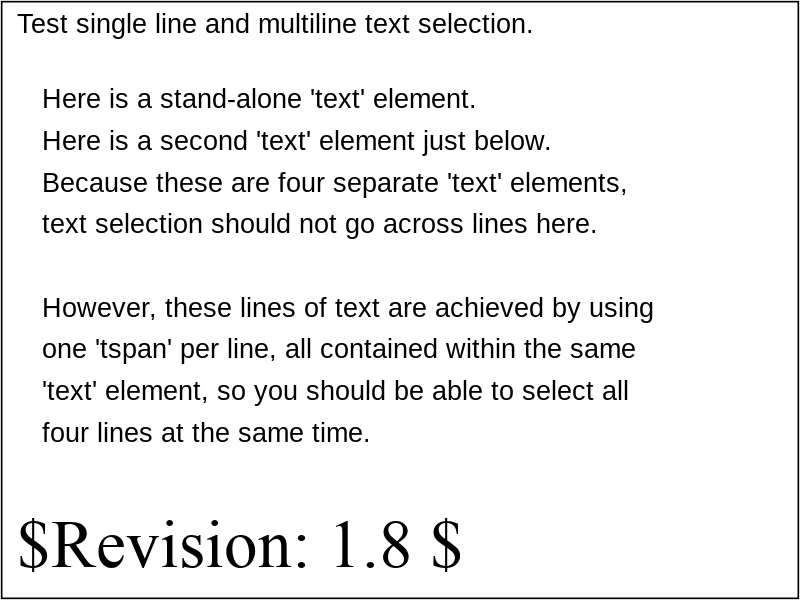 Test single line and multiline text selection.
Here is a stand-alone 'text' element.
Here is a second 'text' element just below.
Because these are four separate 'text' elements,
text selection should not go across lines here.
However, these lines of text are achieved by using
one 'tspan' per line, all contained within the same
'text' element, so you should be able to select all
four lines at the same time.
$Revision: 1.8 $